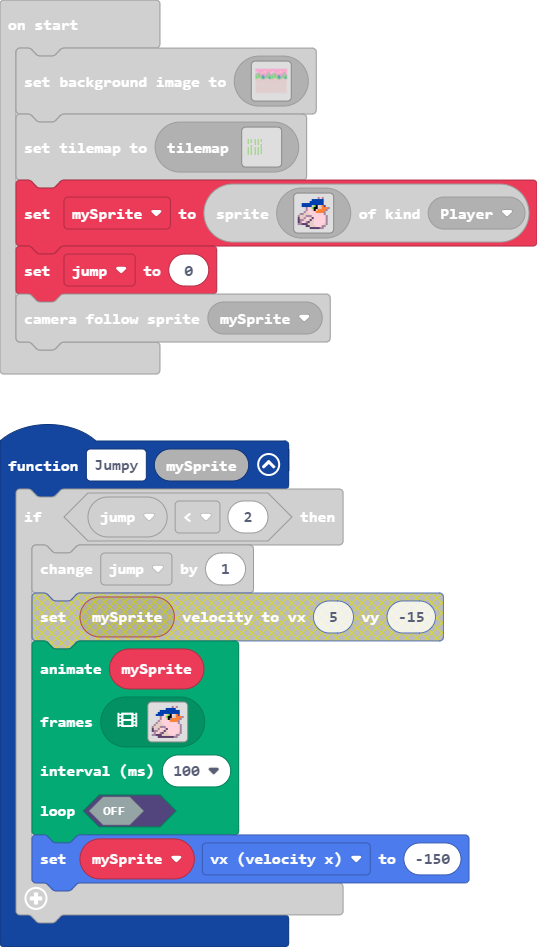 on start
set background image to
set tilemap to tilemap
set mySprite to sprite of kind Player
set jump to 0
camera follow sprite mySprite
function Jumpy mySprite
if jump < 2 then
change jump by 1
set mySprite velocity to vx 5 vy -15
animate mySprite
frames
interval (ms) 100
loop OFF
set mySprite vx (velocity x) to -150